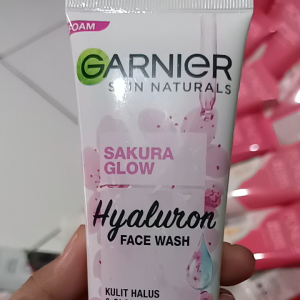 FOAM
GARNIER
SKIN NATURALS
SAKURA
GLOW
Hyaluron
FACE WASH
KULIT HALUS